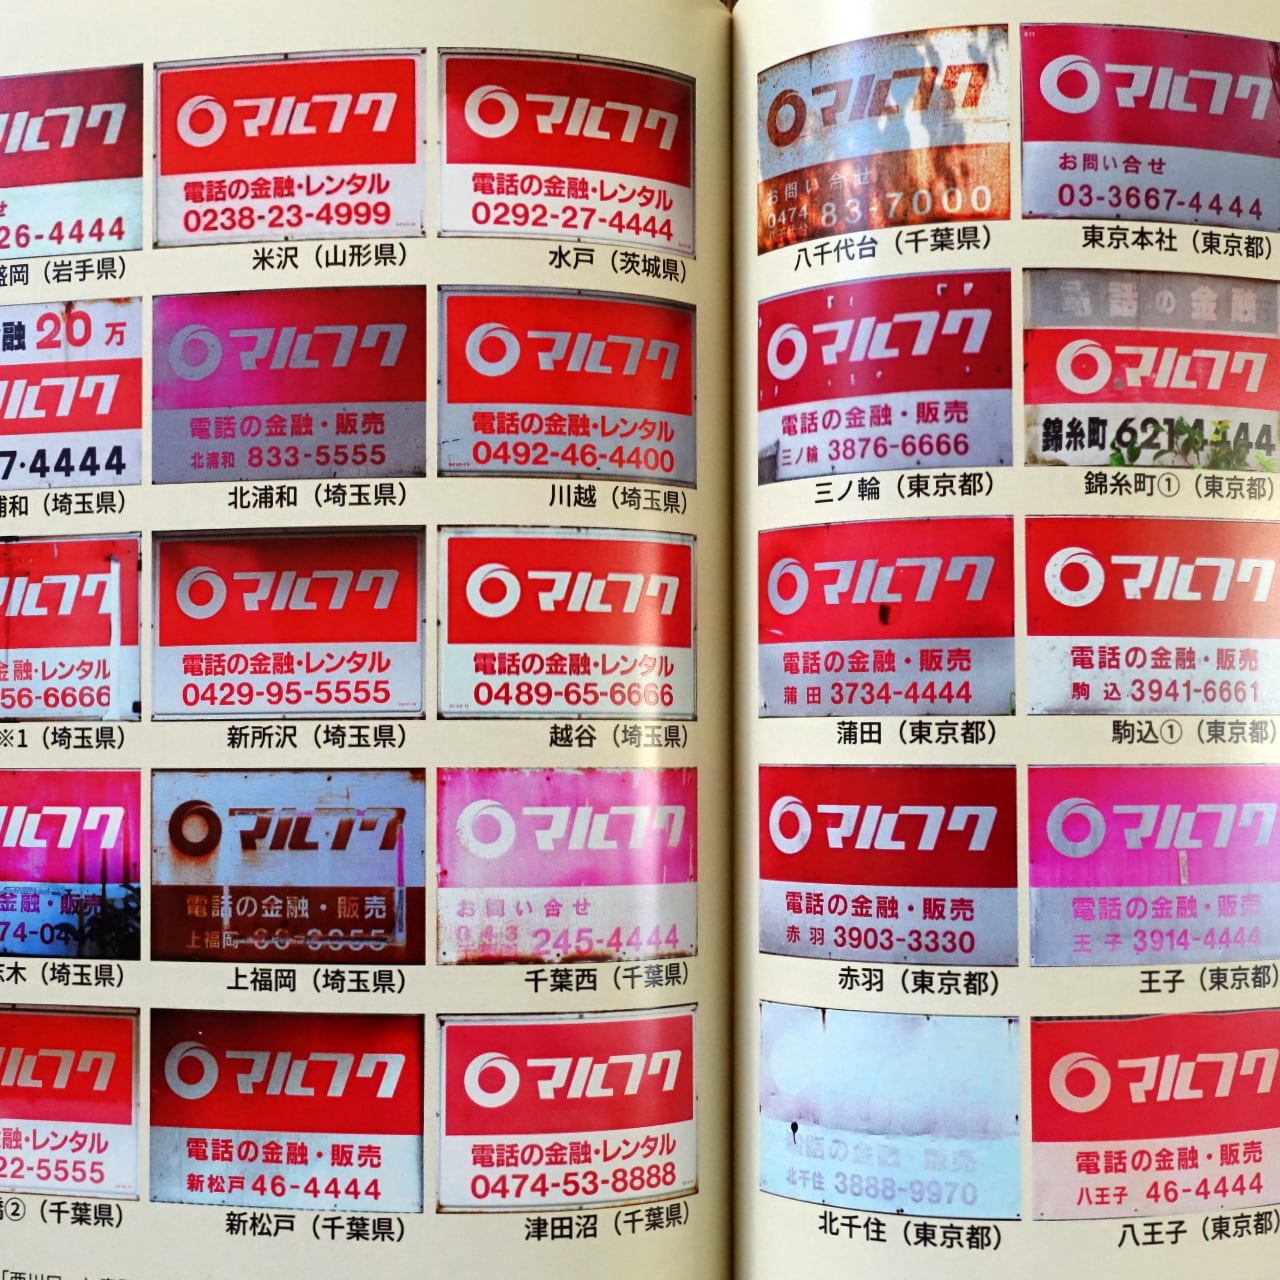 マルフク
26-4444
盛岡（岩手県）
マルフク
電話の金融・レンタル
0238-23-4999
米沢（山形県）
マルフク
電話の金融・レンタル
0292-27-4444
水戸（茨城県）
融20万
マルフク
7・4444
浦和（埼玉県）
マルフク
電話の金融・販売
北浦和 833-5555
北浦和（埼玉県）
マルフク
電話の金融・レンタル
0492-46-4400
川越（埼玉県）
マルフク
金融・レンタル
56-6666
※1（埼玉県）
マルフク
電話の金融・レンタル
0429-95-5555
新所沢（埼玉県）
マルフク
電話の金融・レンタル
0489-65-6666
越谷（埼玉県）
マルフク
金融・販売
志木（埼玉県）
マルフク
電話の金融・販売
上福岡
上福岡（埼玉県）
マルフク
お問い合せ
245-4444
千葉西（千葉県）
マルフク
融・レンタル
22-5555
②（千葉県）
マルフク
電話の金融・販売
新松戸 46-4444
新松戸（千葉県）
マルフク
電話の金融・レンタル
0474-53-8888
津田沼（千葉県）
マルフク
お問い合せ
0474 83-7000
八千代台
八千代台（千葉県）
マルフク
お問い合せ
03-3667-4444
東京本社（東京都）
マルフク
電話の金融・販売
三ノ輪 3876-6666
三ノ輪（東京都）
電話の金融
マルフク
錦糸町 621-4444
錦糸町①（東京都）
マルフク
電話の金融・販売
蒲田 3734-4444
蒲田（東京都）
マルフク
電話の金融・販売
駒込 3941-6661
駒込①（東京都）
マルフク
電話の金融・販売
赤羽 3903-3330
赤羽（東京都）
マルフク
電話の金融・販売
王子 3914-4444
王子（東京都）
電話の金融・販売
北千住 3888-9970
北千住（東京都）
マルフク
電話の金融・販売
八王子 46-4444
八王子（東京都）